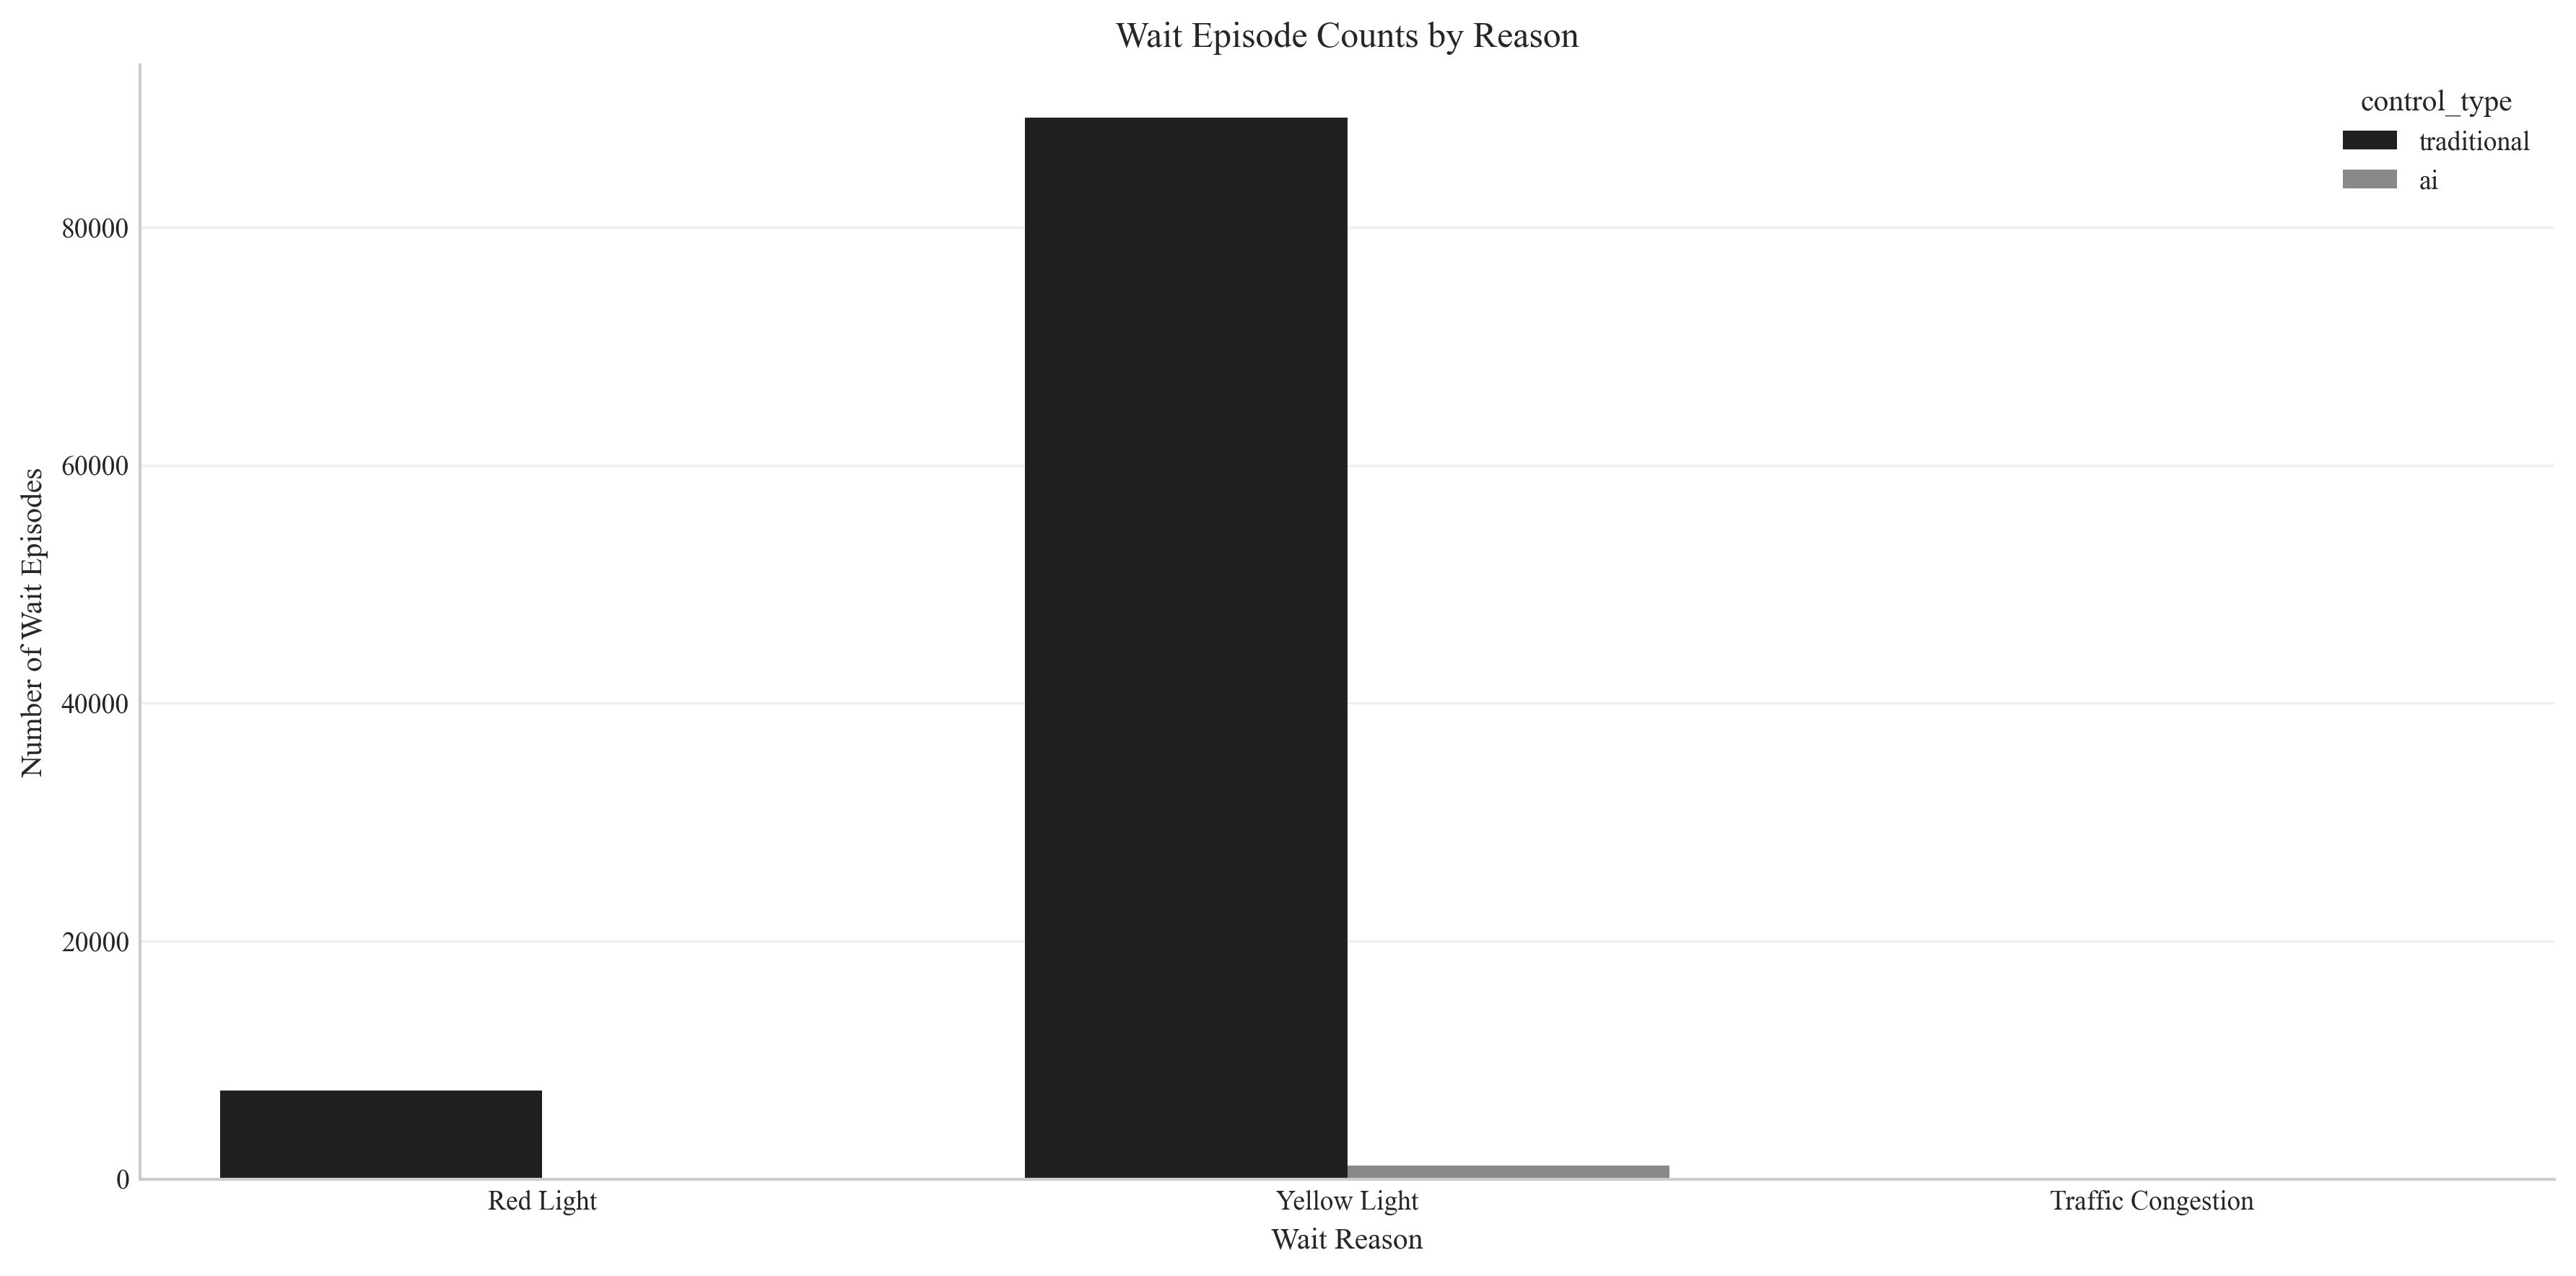 Wait Episode Counts by Reason
control_type
traditional
ai
80000
60000
40000
20000
0
Number of Wait Episodes
Red Light
Yellow Light
Traffic Congestion
Wait Reason